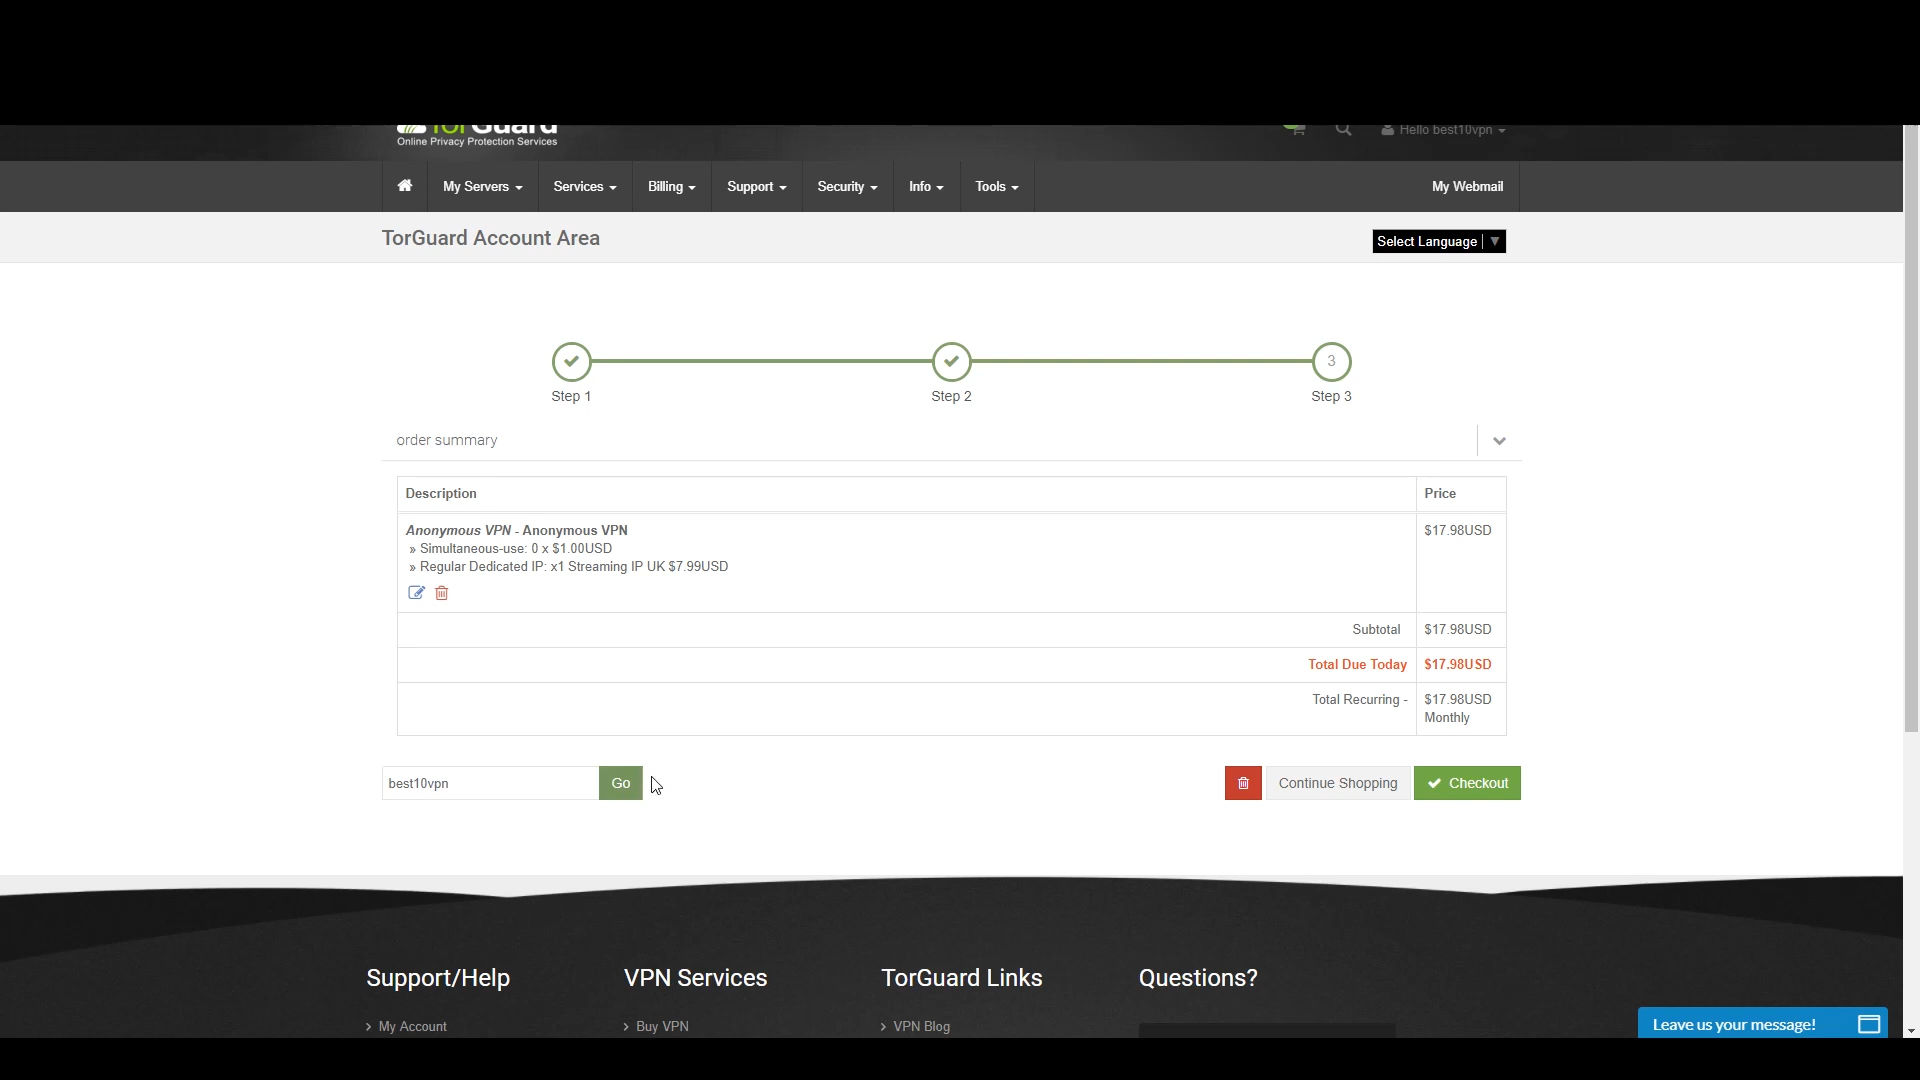 TorGuard
Online Privacy Protection Services
Hello best10vpn
My Servers
Services
Billing
Support
Security
Info
Tools
My Webmail
TorGuard Account Area
Select Language
3
Step 1
Step 2
Step 3
order summary
Description
Price
Anonymous VPN - Anonymous VPN
$17.98USD
» Simultaneous-use: 0 x $1.00USD
» Regular Dedicated IP: x1 Streaming IP UK $7.99USD
Subtotal
$17.98USD
Total Due Today
$17.98USD
Total Recurring -
$17.98USD
Monthly
best10vpn
Go
Continue Shopping
Checkout
Support/Help
VPN Services
TorGuard Links
Questions?
My Account
Buy VPN
VPN Blog
Leave us your message!